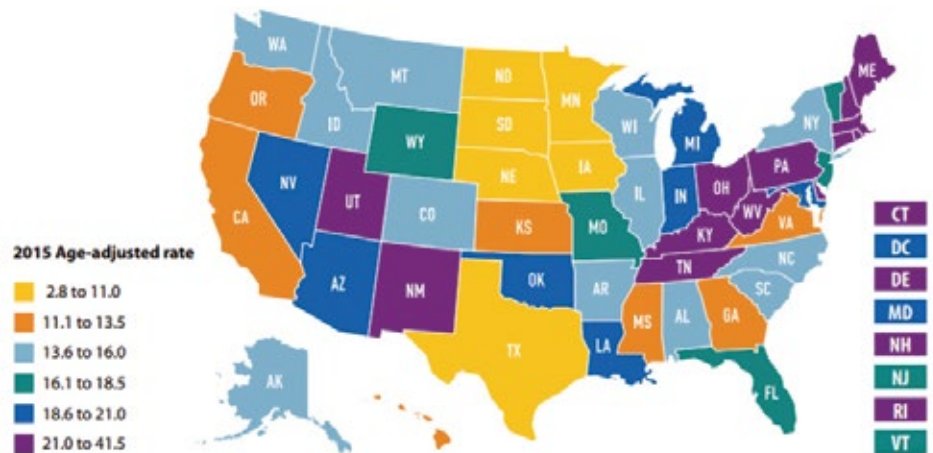 WA
MT
ND
MN
ME
OR
ID
SD
WI
NY
WY
MI
NE
IA
PA
NV
UT
CO
IL
IN
OH
WV
VA
CA
KS
MO
KY
NC
TN
SC
AZ
NM
OK
AR
MS
AL
GA
TX
LA
FL
AK
2015 Age-adjusted rate
2.8 to 11.0
11.1 to 13.5
13.6 to 16.0
16.1 to 18.5
18.6 to 21.0
21.0 to 41.5
CT
DC
DE
MD
NH
NJ
RI
VT